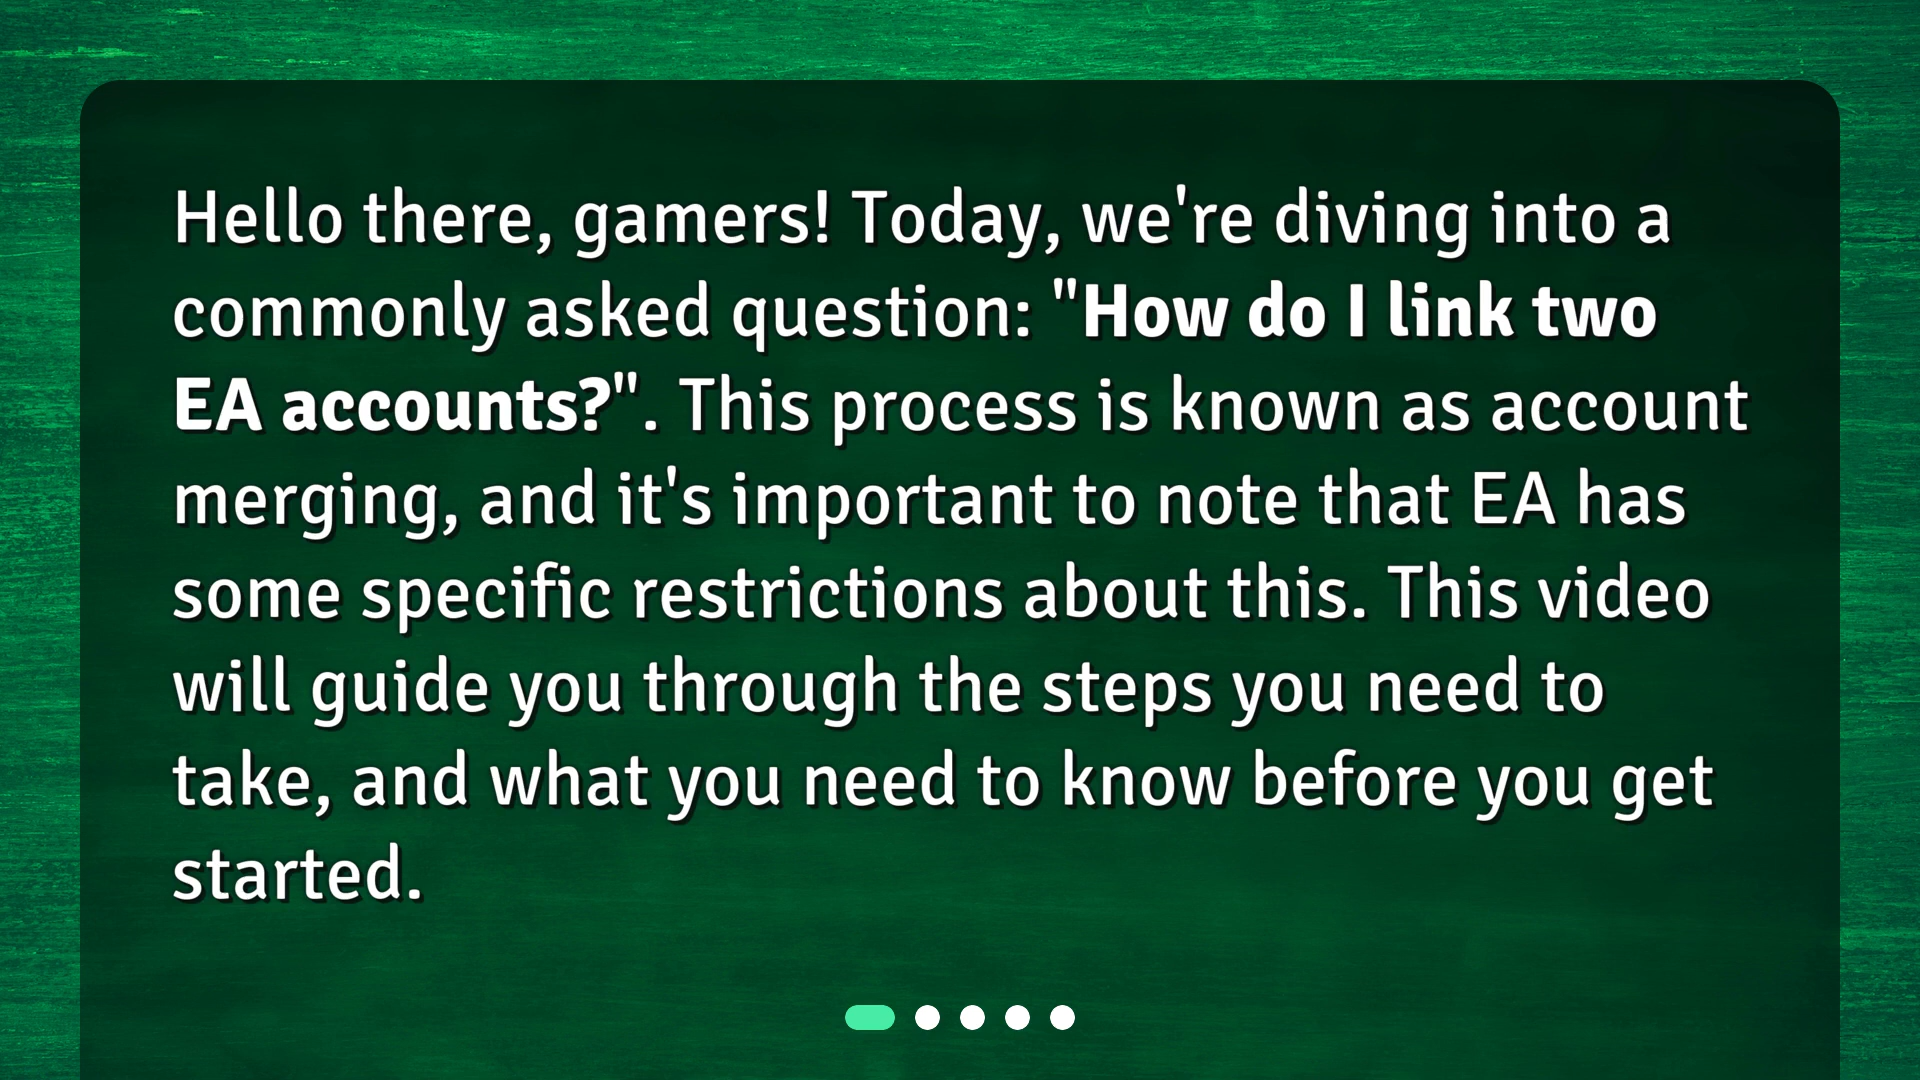 Hello there, gamers! Today, we're diving into a
commonly asked question: "How do I link two
EA accounts?". This process is known as account
merging, and it's important to note that EA has
some specific restrictions about this. This video
will guide you through the steps you need to
take, and what you need to know before you get
started.